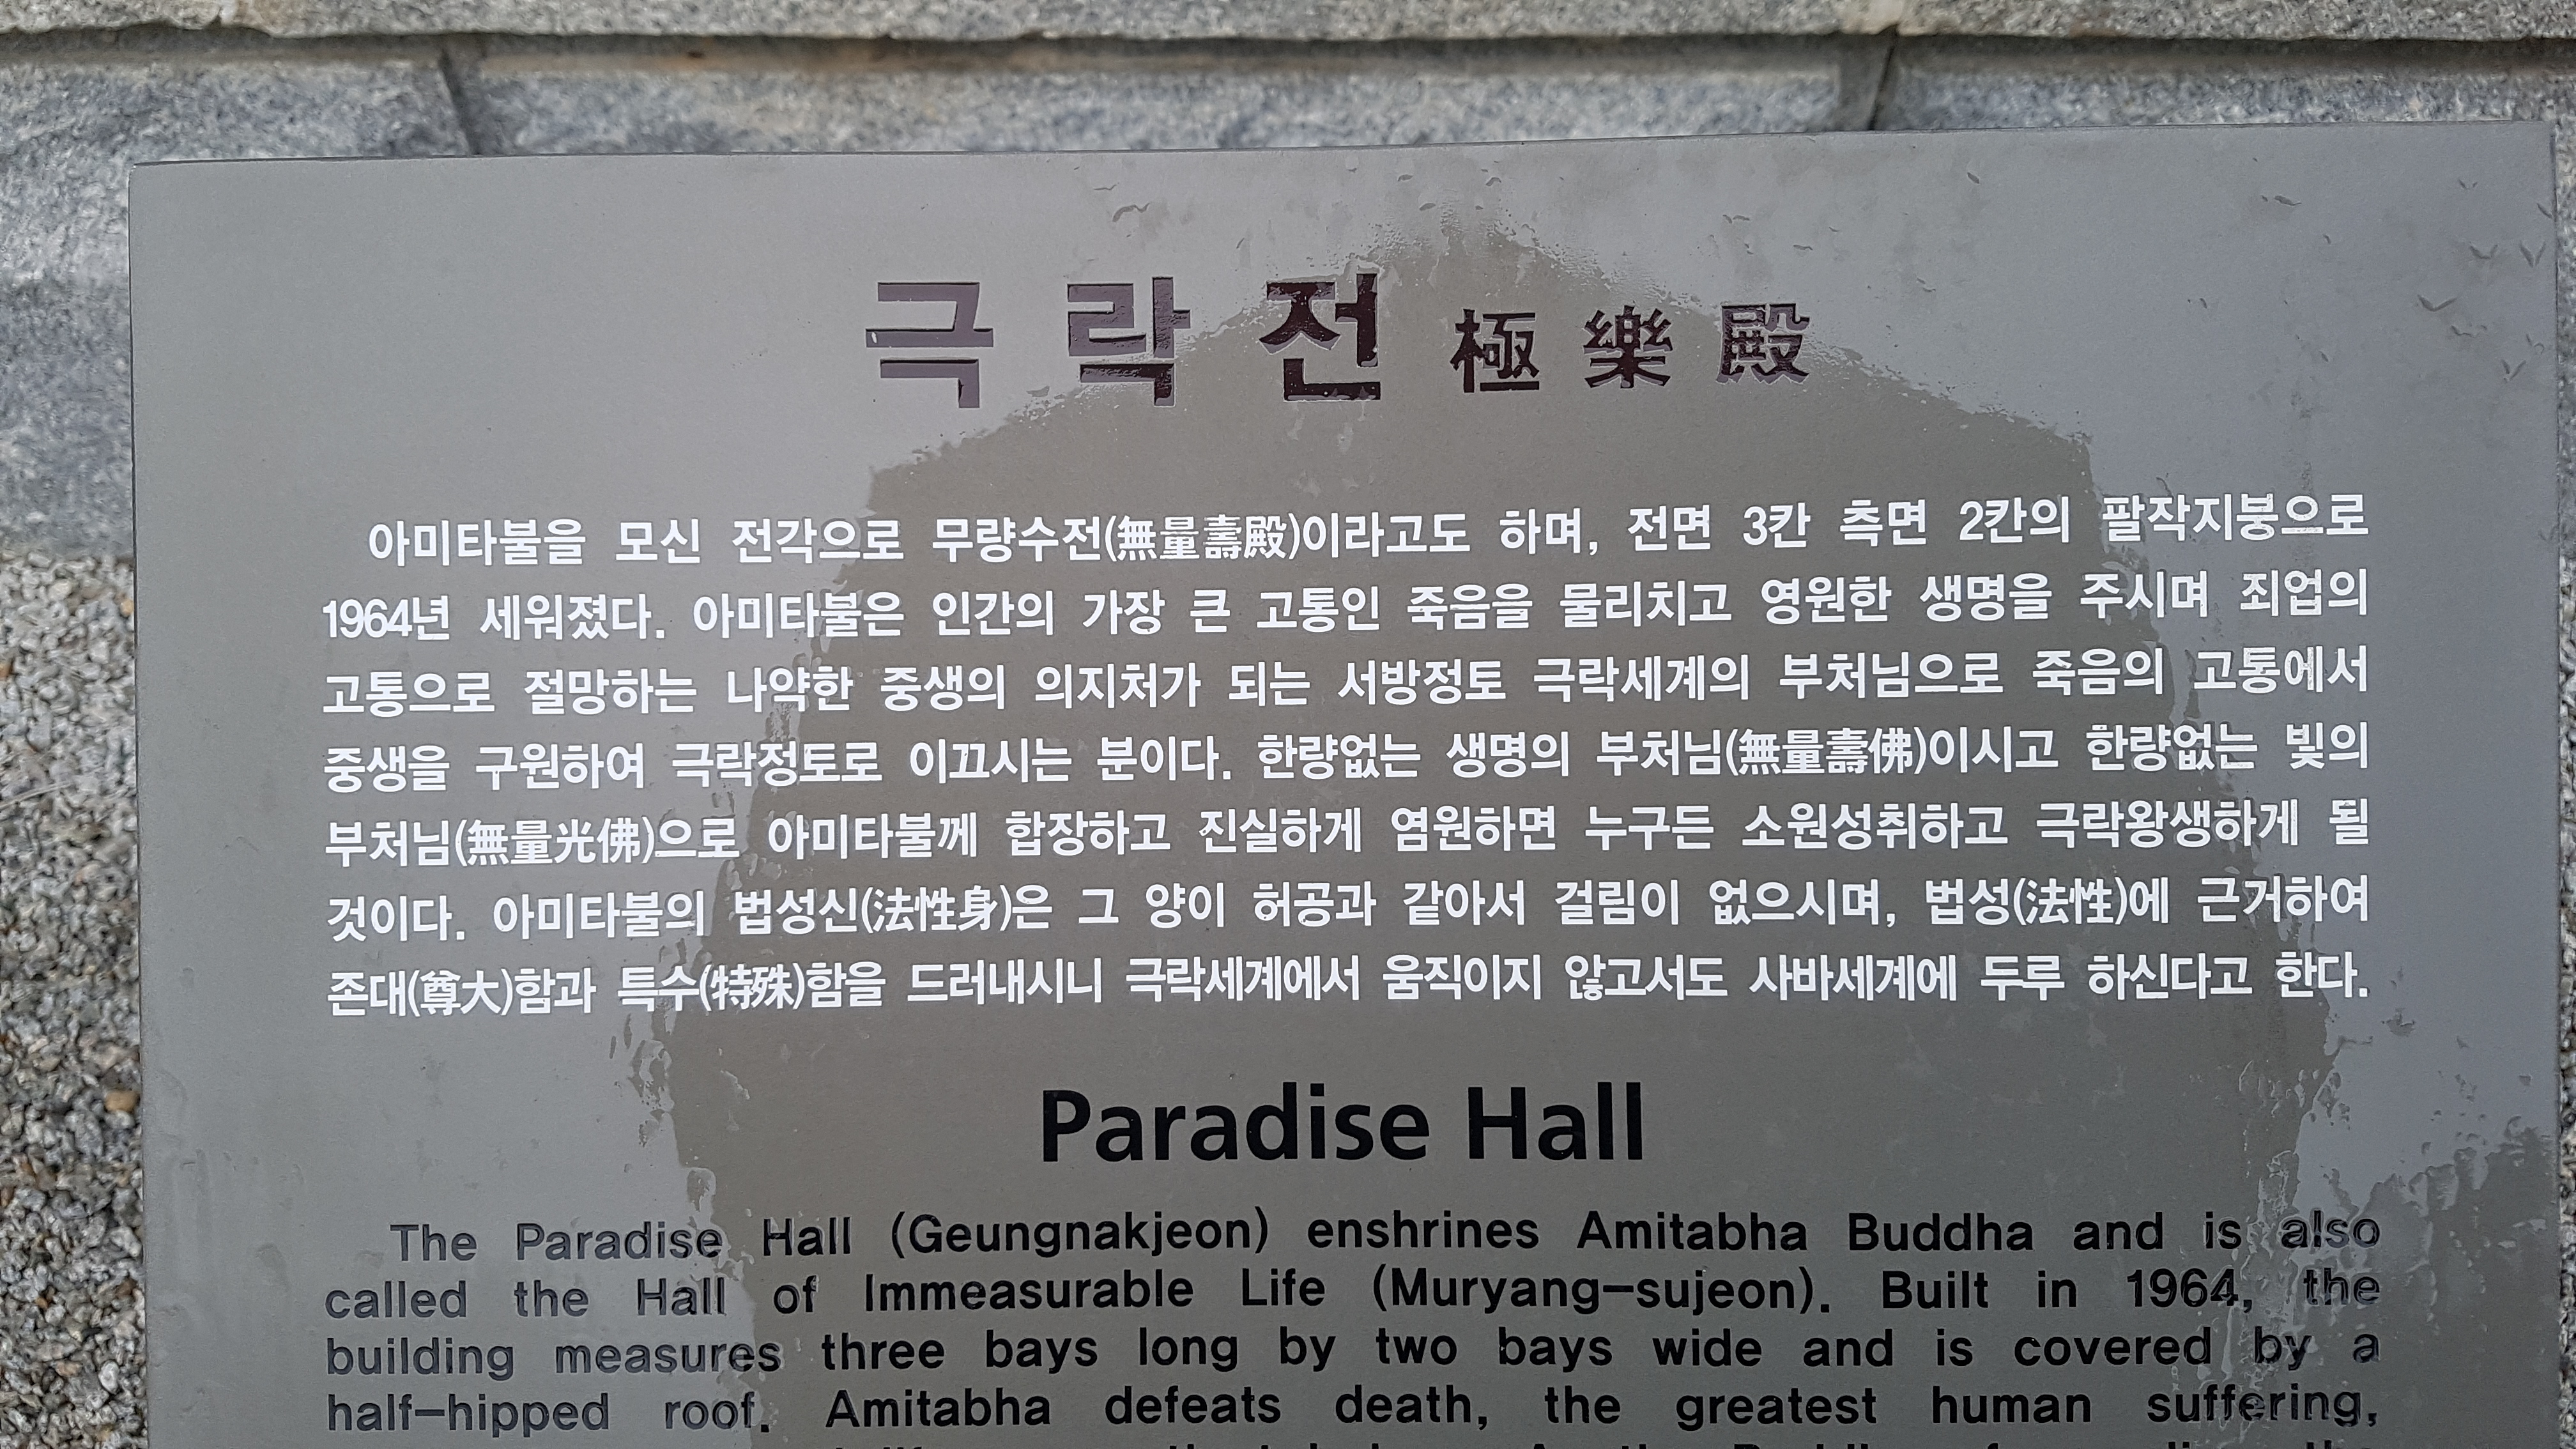 극락전 極樂殿
아미타불을 모신 전각으로 무량수전(無量壽殿)이라고도 하며, 전면 3칸 측면 2칸의 팔작지붕으로
1964년 세워졌다. 아미타불은 인간의 가장 큰 고통인 죽음을 물리치고 영원한 생명을 주시며 죄업의
고통으로 절망하는 나약한 중생의 의지처가 되는 서방정토 극락세계의 부처님으로 죽음의 고통에서
중생을 구원하여 극락정토로 이끄시는 분이다. 한량없는 생명의 부처님(無量壽佛)이시고 한량없는 빛의
부처님(無量光佛)으로 아미타불께 합장하고 진실하게 염원하면 누구든 소원성취하고 극락왕생하게 될
것이다. 아미타불의 법성신(法性身)은 그 양이 허공과 같아서 걸림이 없으시며, 법성(法性)에 근거하여
존대(尊大)함과 특수(特殊)함을 드러내시니 극락세계에서 움직이지 않고서도 사바세계에 두루 하신다고 한다.
Paradise Hall
The Paradise Hall (Geungnakjeon) enshrines Amitabha Buddha and is also
called the Hall of Immeasurable Life (Muryang-sujeon). Built in 1964, the
building measures three bays long by two bays wide and is covered by a
half-hipped roof. Amitabha defeats death, the greatest human suffering,